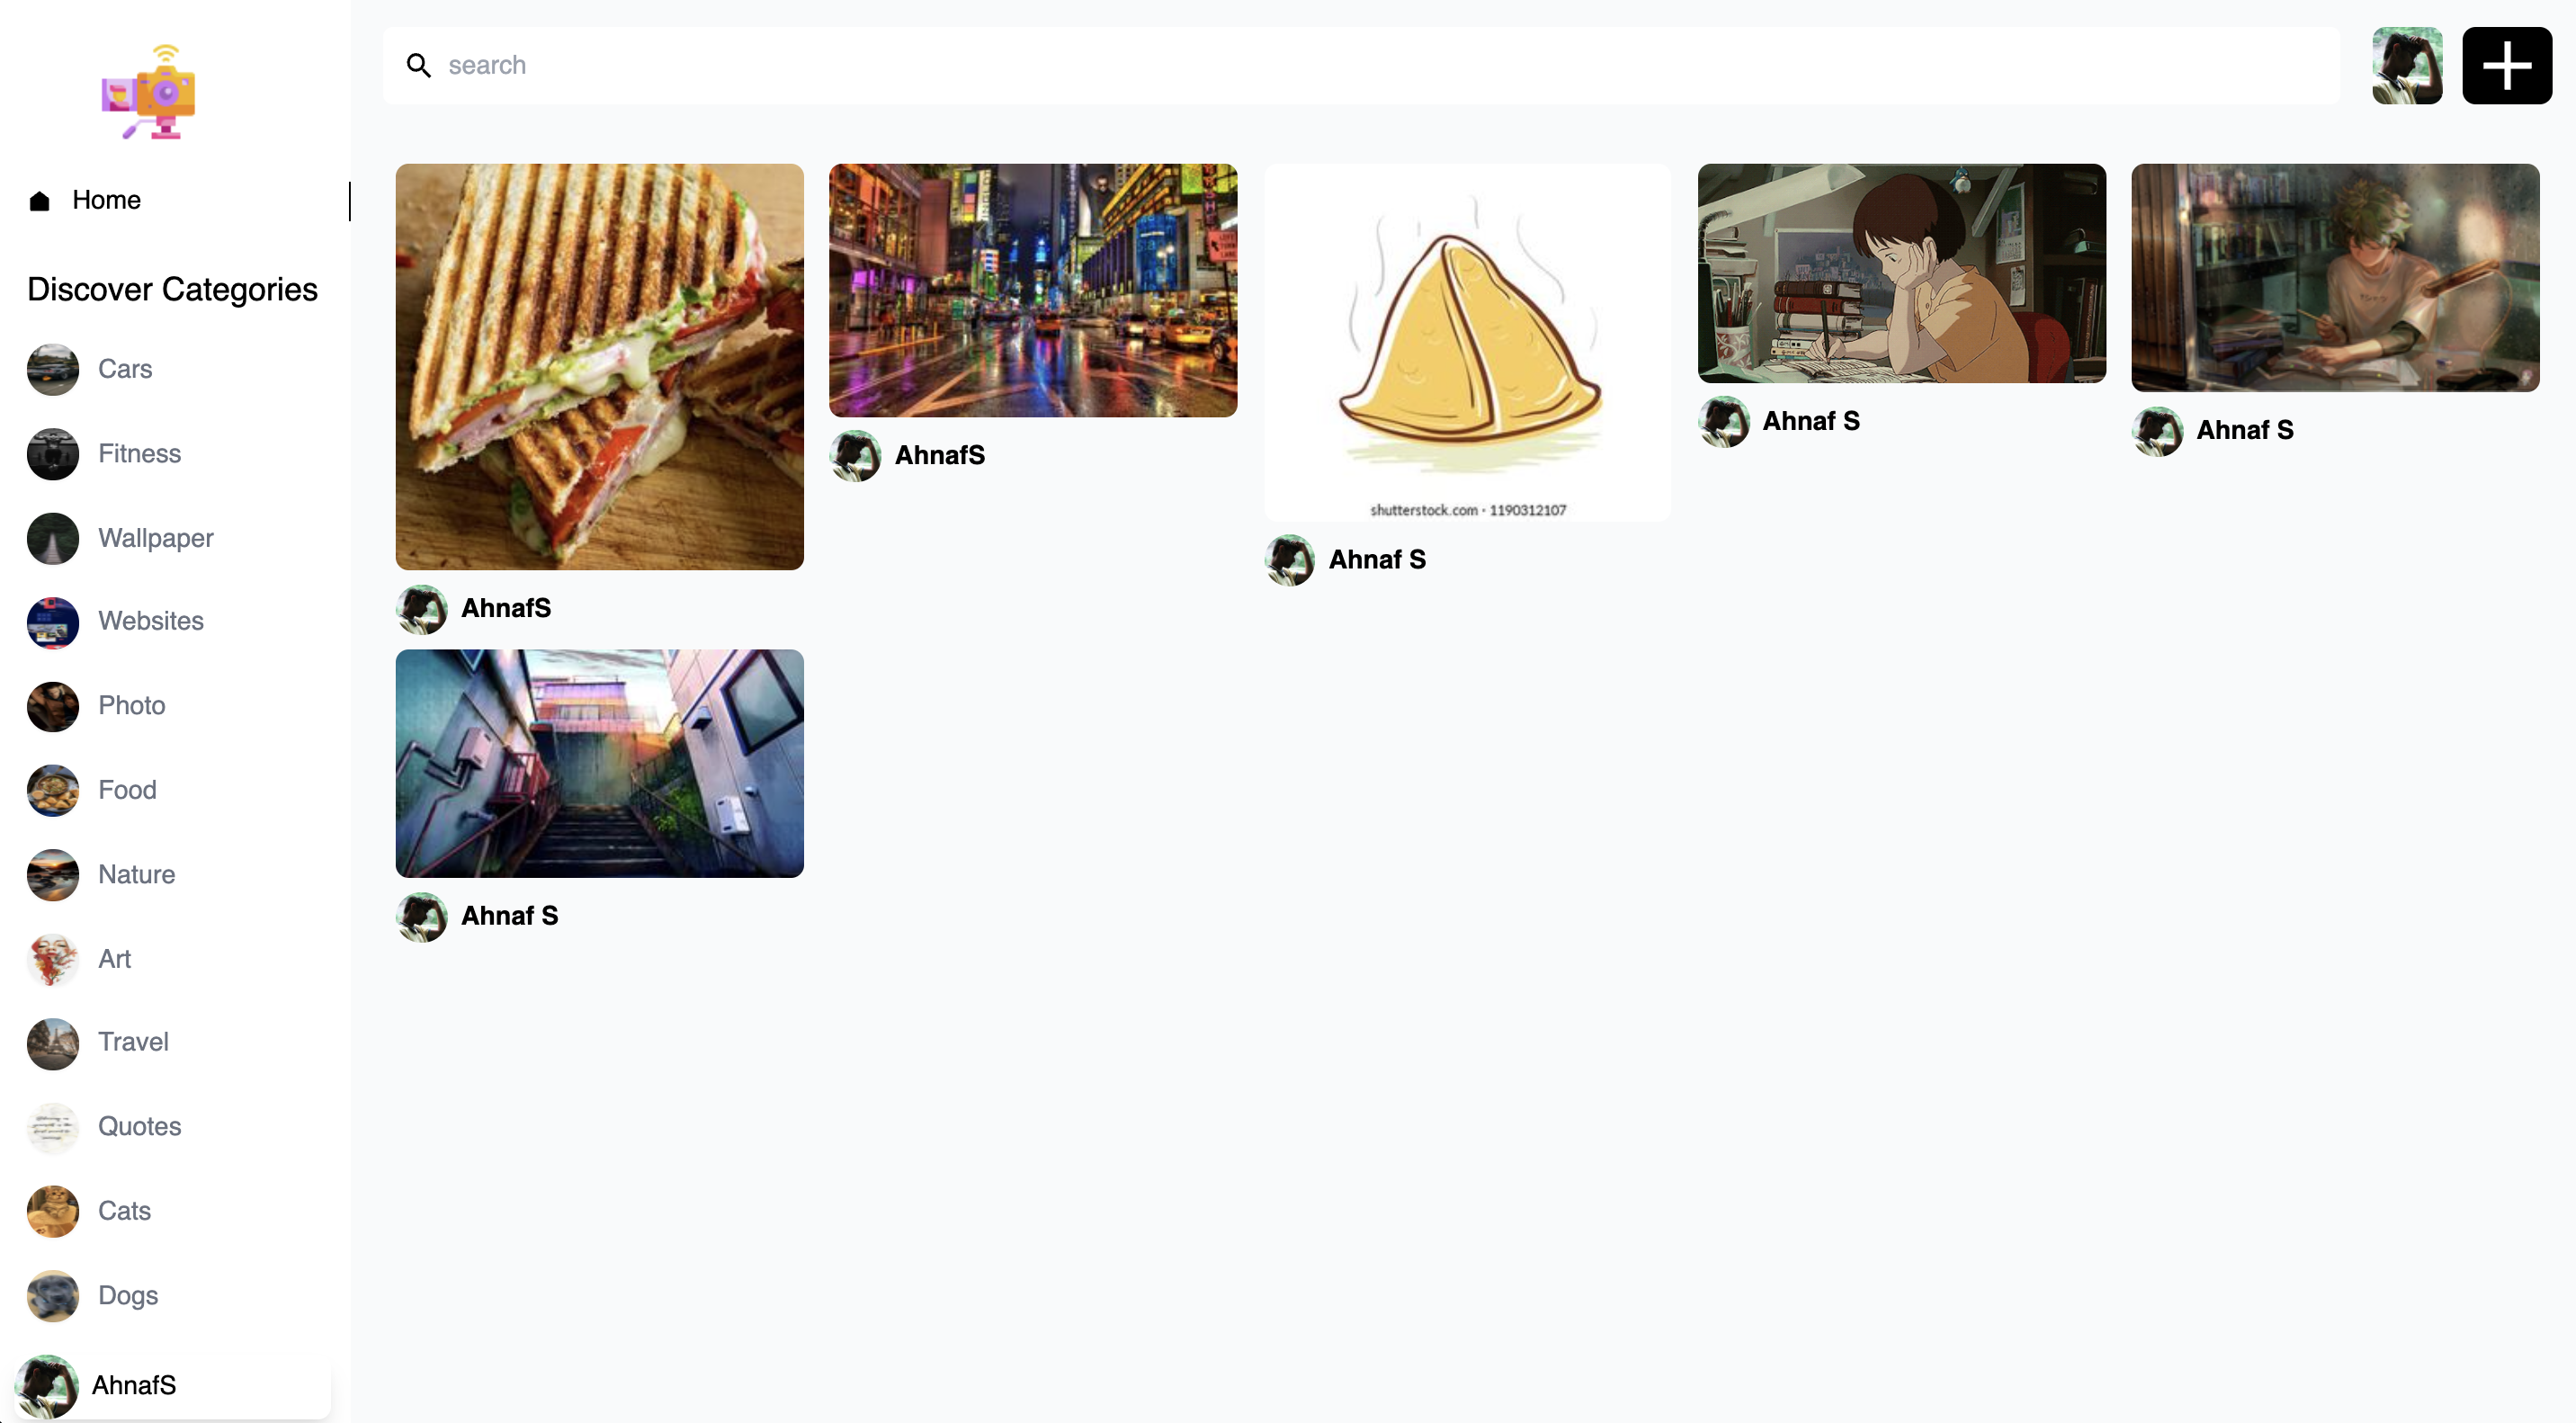 search
Home
Discover Categories
Cars
Fitness
Wallpaper
Websites
Photo
Food
Nature
Art
Travel
Quotes
Cats
Dogs
AhnafS
shutterstock.com · 1190312107
AhnafS
AhnafS
Ahnaf S
Ahnaf S
Ahnaf S
Ahnaf S